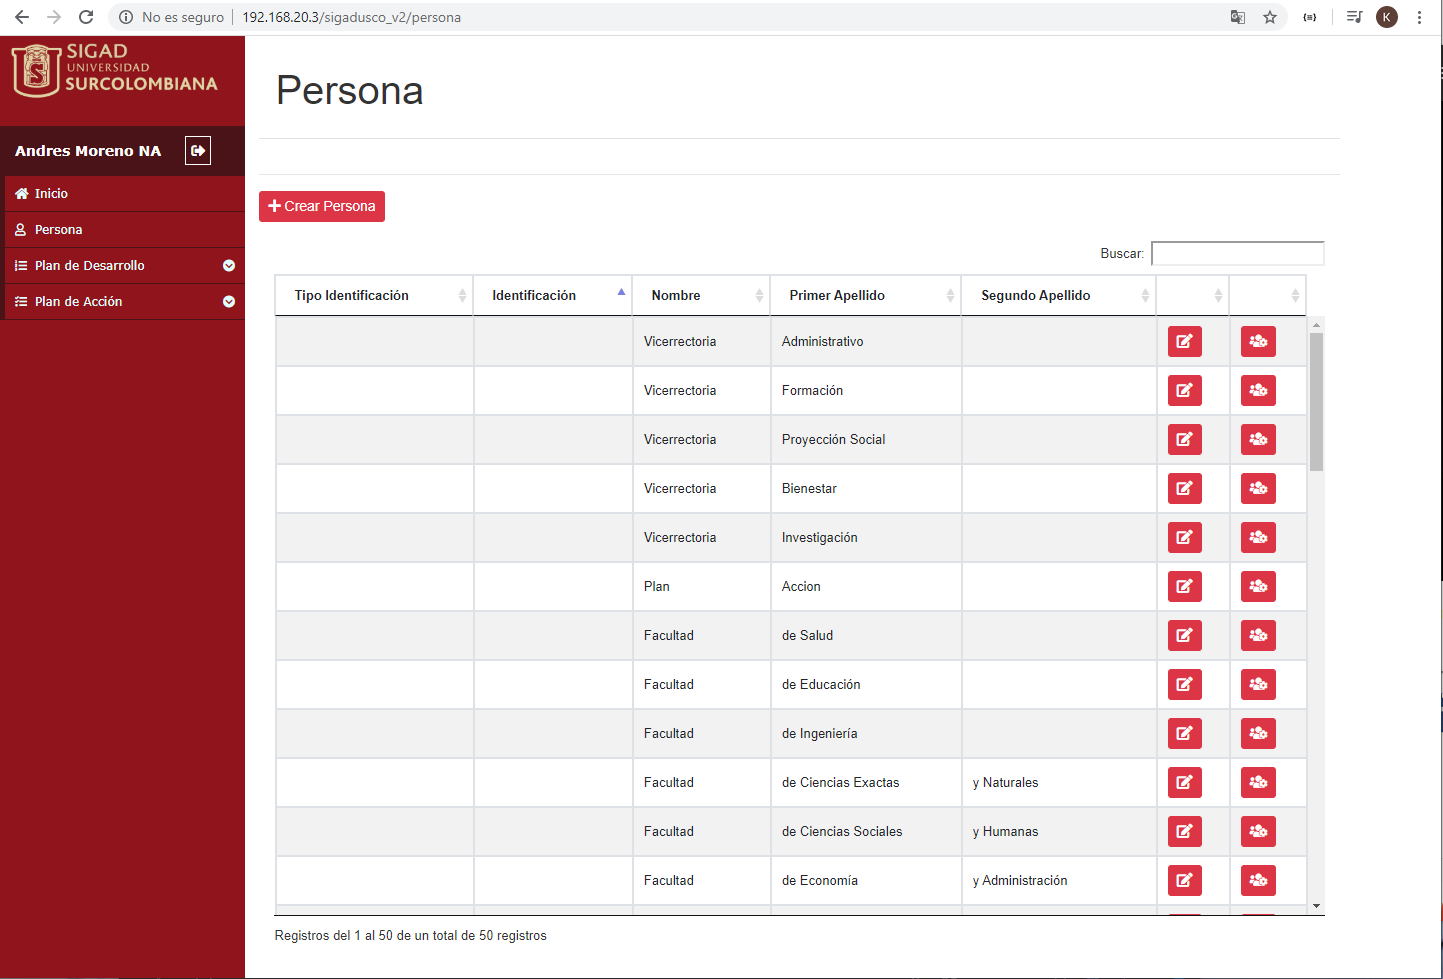 No es seguro 192.168.20.3/sigadusco_v2/persona K
SIGAD
UNIVERSIDAD
SURCOLOMBIANA
Andres Moreno NA
Inicio
Persona
Plan de Desarrollo
Plan de Acción
Persona
Crear Persona
Buscar:
Tipo Identificación Identificación Nombre Primer Apellido Segundo Apellido
Vicerrectoria Administrativo
Vicerrectoria Formación
Vicerrectoria Proyección Social
Vicerrectoria Bienestar
Vicerrectoria Investigación
Plan Accion
Facultad de Salud
Facultad de Educación
Facultad de Ingeniería
Facultad de Ciencias Exactas y Naturales
Facultad de Ciencias Sociales y Humanas
Facultad de Economía y Administración
Registros del 1 al 50 de un total de 50 registros